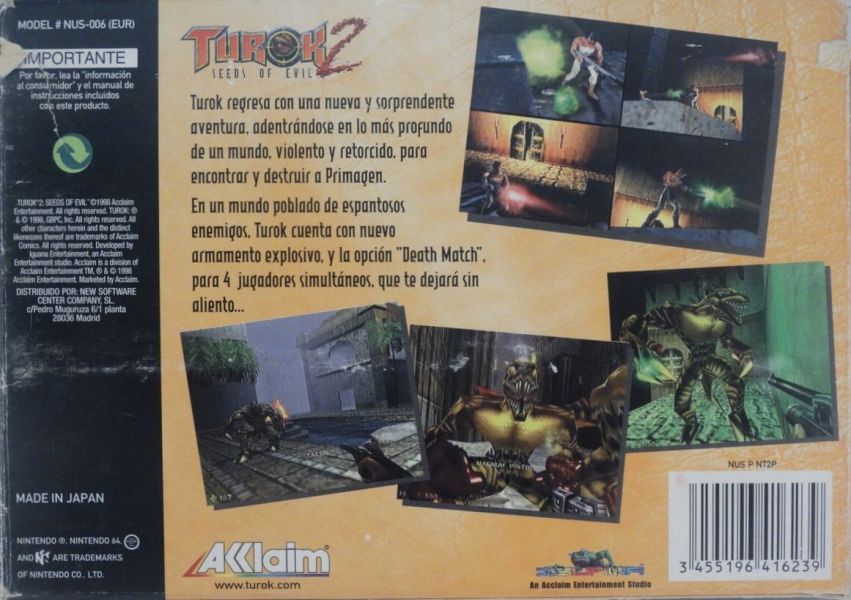 MODEL # NUS-006 (EUR)
IMPORTANTE
Por favor, lea la "información
al consumidor" y el manual de
instrucciones incluidos
con este producto.
TUROK® 2: SEEDS OF EVIL™ ©1998 Acclaim
Entertainment. All rights reserved. TUROK: ®
& © 1998, GBPC, Inc. All rights reserved. All
other characters herein and the distinct
likenesses thereof are trademarks of Acclaim
Comics. All rights reserved. Developed by
Iguana Entertainment, an Acclaim
Entertainment studio. Acclaim is a division of
Acclaim Entertainment TM, ® & © 1998
Acclaim Entertainment. Marketed by Acclaim.
DISTRIBUIDO POR: NEW SOFTWARE
CENTER COMPANY, SL.
c/Pedro Muguruza 6/1 planta
28036 Madrid
MADE IN JAPAN
NINTENDO ®, NINTENDO 64,
AND N ARE TRADEMARKS
OF NINTENDO CO., LTD.
TUROK 2
SEEDS OF EVIL
Turok regresa con una nueva y sorprendente
aventura, adentrándose en lo más profundo
de un mundo, violento y retorcido, para
encontrar y destruir a Primagen.
En un mundo poblado de espantosos
enemigos, Turok cuenta con nuevo
armamento explosivo, y la opción "Death Match",
para 4 jugadores simultáneos, que te dejará sin
aliento...
TALON
167
MAGNUM PISTOL
100
100
AKKlaim
www.turok.com
An Acclaim Entertainment Studio
NUS P NT2P
3 455196 416239